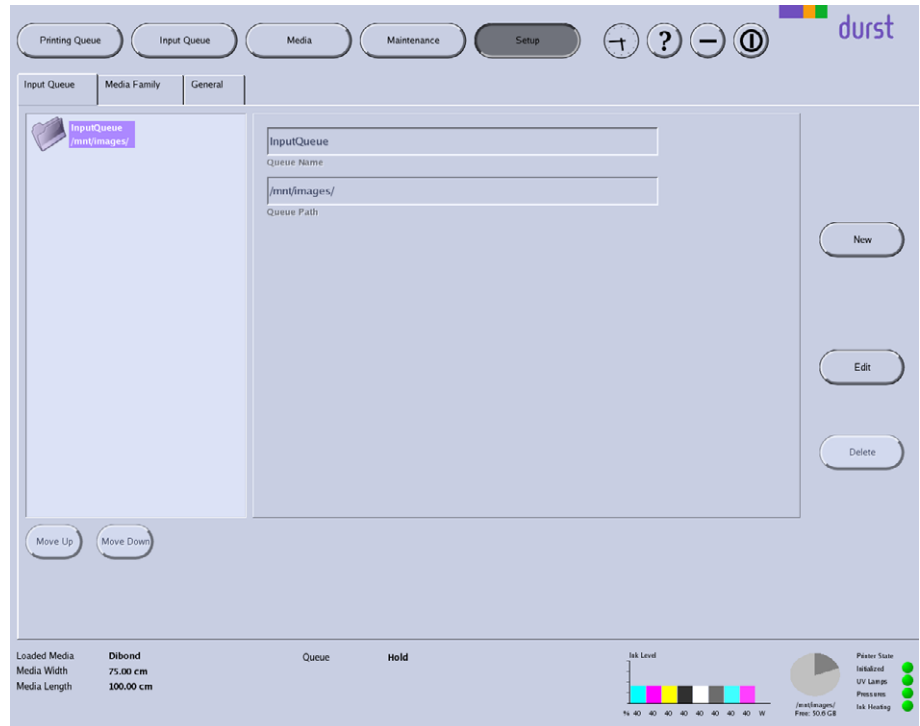 Printing Queue
Input Queue
Media
Maintenance
Setup
?
durst
Input Queue
Media Family
General
InputQueue
/mnt/images/
InputQueue
Queue Name
/mnt/images/
Queue Path
New
Edit
Delete
Move Up
Move Down
Loaded Media Dibond
Media Width 75.00 cm
Media Length 100.00 cm
Queue Hold
Ink Level
% 40 40 40 40 40 40 40 40 W
/mnt/images/
Free: 50.6 GB
Printer State
Initialized
UV Lamps
Pressures
Ink Heating